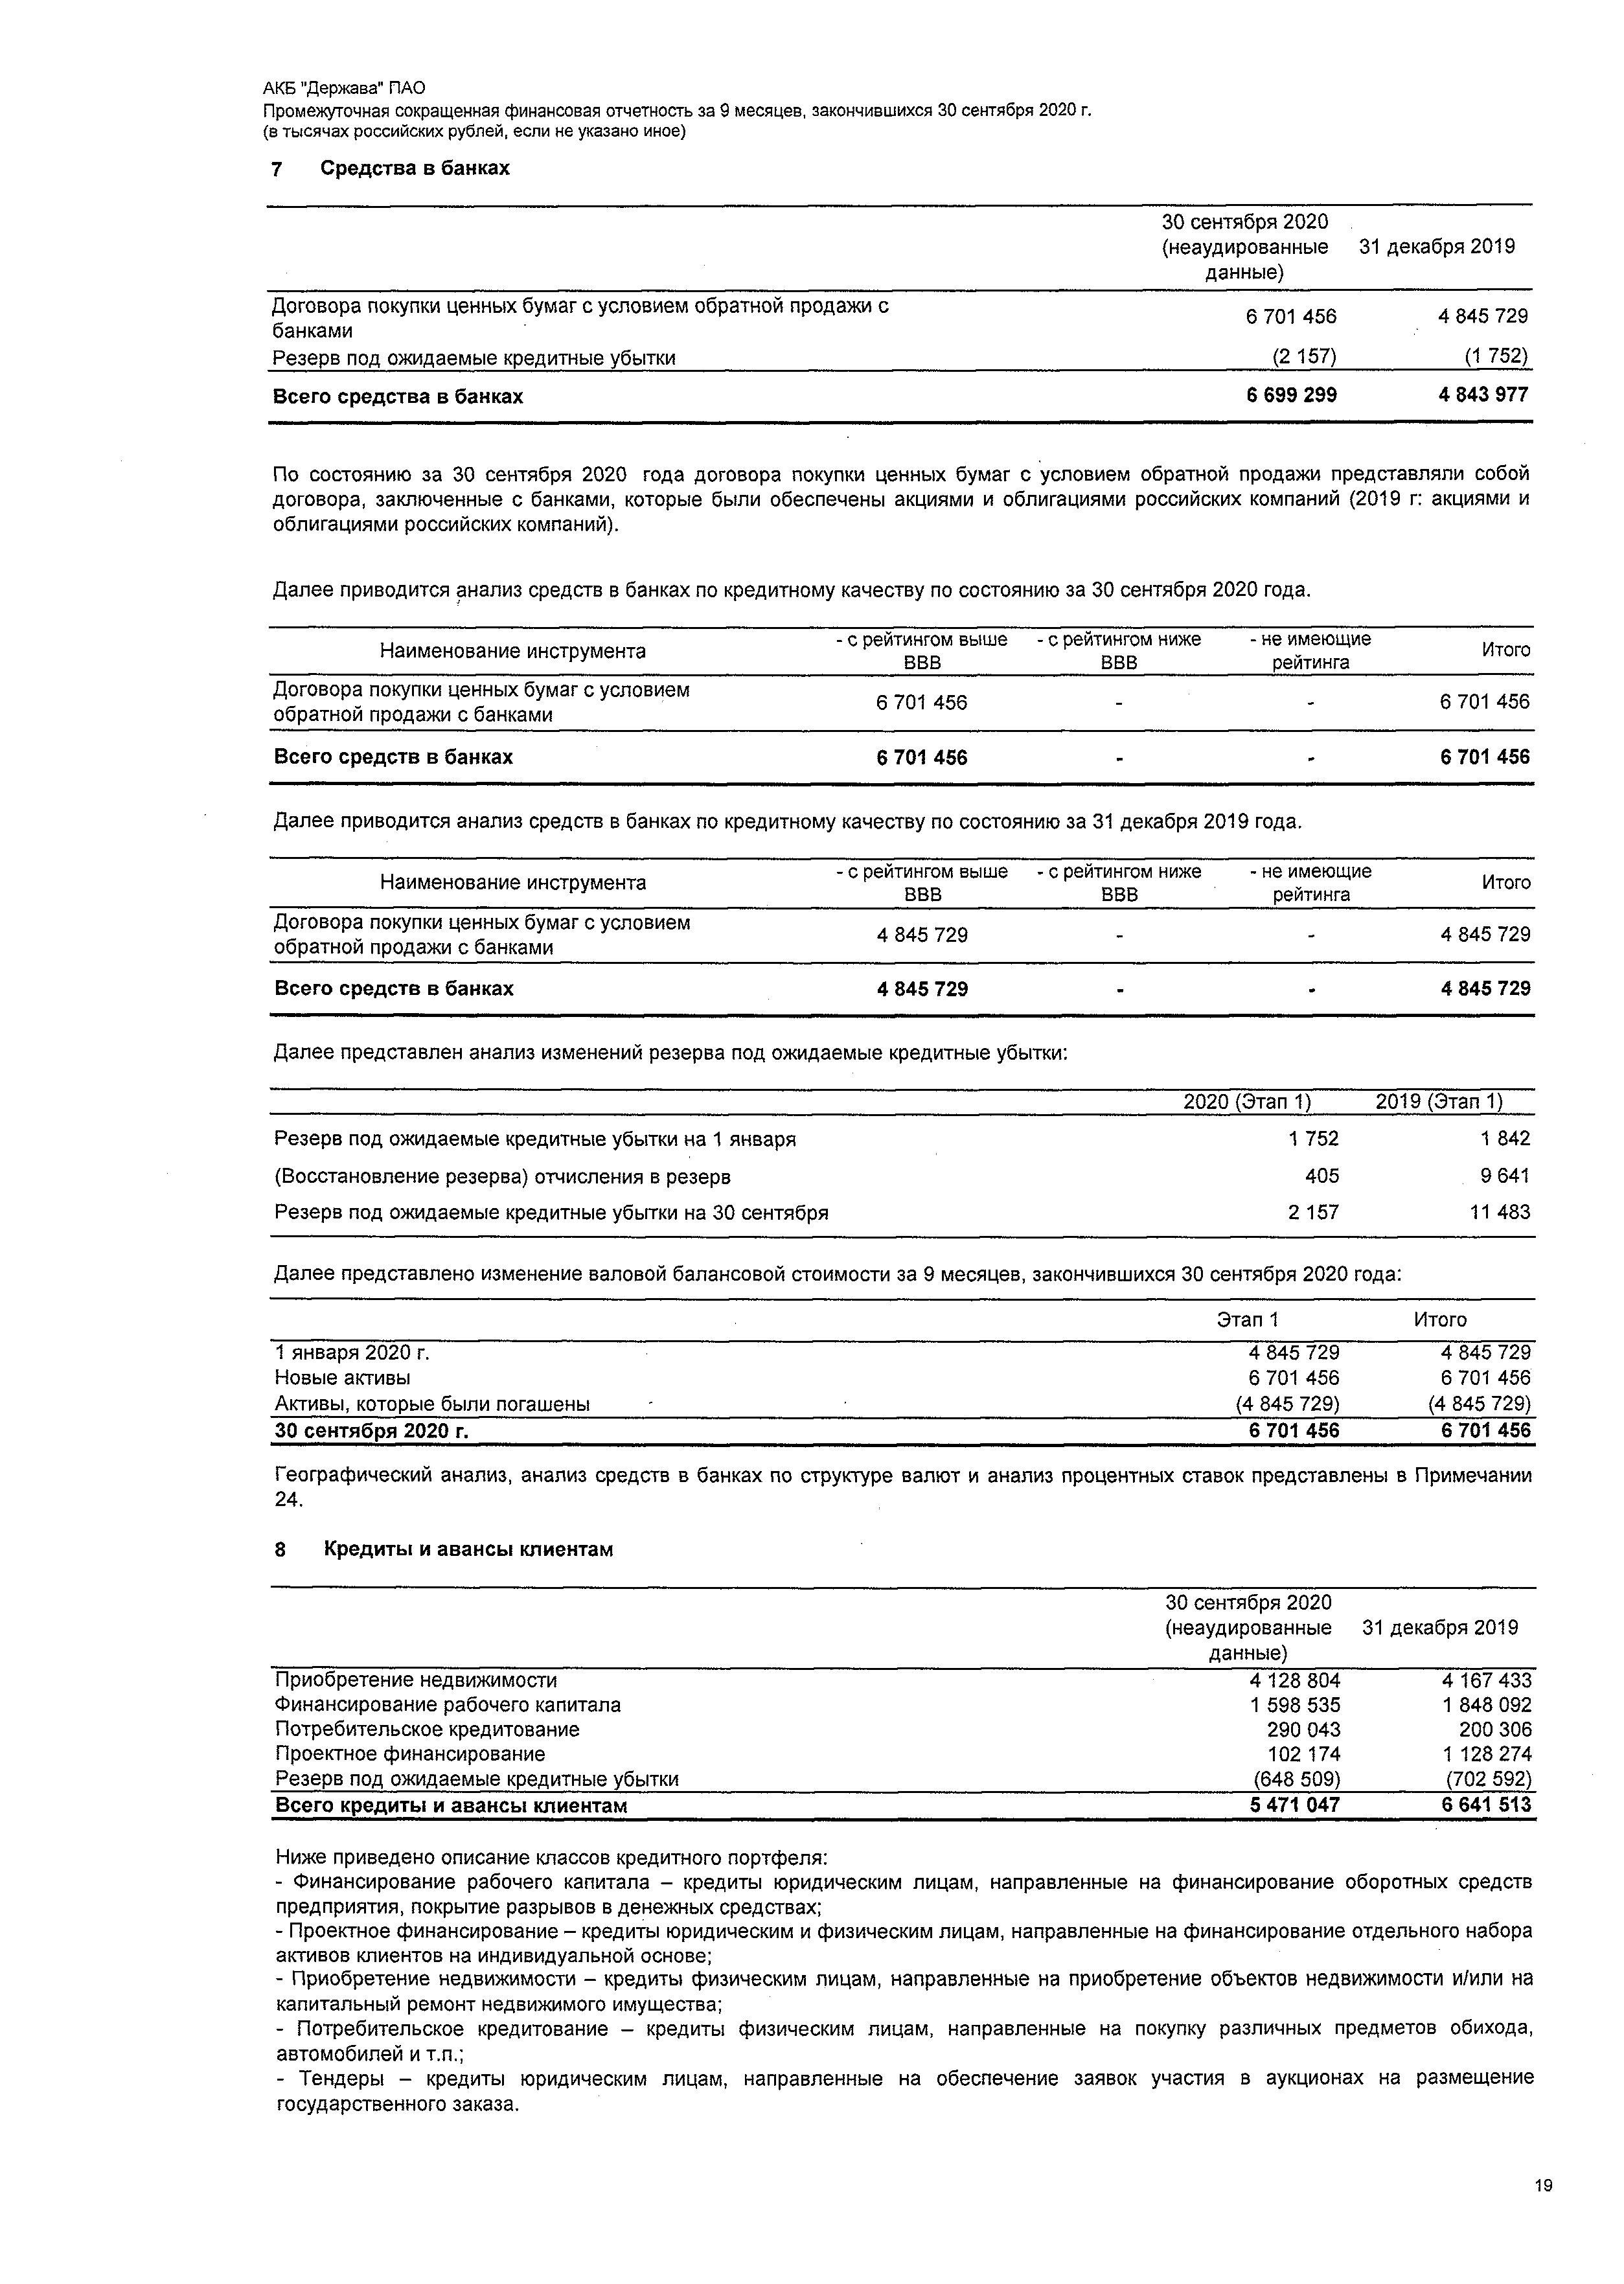 АКБ "Держава" ПАО
Промежуточная сокращенная финансовая отчетность за 9 месяцев, закончившихся 30 сентября 2020 г.
(в тысячах российских рублей, если не указано иное)
7 Средства в банках
30 сентября 2020
(неаудированные 31 декабря 2019
данные)
Договора покупки ценных бумаг с условием обратной продажи с
банками 6 701 456 4 845 729
Резерв под ожидаемые кредитные убытки (2 157) (1 752)
Всего средства в банках 6 699 299 4 843 977
По состоянию за 30 сентября 2020 года договора покупки ценных бумаг с условием обратной продажи представляли собой
договора, заключенные с банками, которые были обеспечены акциями и облигациями российских компаний (2019 г: акциями и
облигациями российских компаний).
Далее приводится анализ средств в банках по кредитному качеству по состоянию за 30 сентября 2020 года.
Наименование инструмента - с рейтингом выше - с рейтингом ниже - не имеющие Итого
BBB BBB рейтинга
Договора покупки ценных бумаг с условием
обратной продажи с банками 6 701 456 - - 6 701 456
Всего средств в банках 6 701 456 - - 6 701 456
Далее приводится анализ средств в банках по кредитному качеству по состоянию за 31 декабря 2019 года.
Наименование инструмента - с рейтингом выше - с рейтингом ниже - не имеющие Итого
BBB BBB рейтинга
Договора покупки ценных бумаг с условием
обратной продажи с банками 4 845 729 - - 4 845 729
Всего средств в банках 4 845 729 - - 4 845 729
Далее представлен анализ изменений резерва под ожидаемые кредитные убытки:
2020 (Этап 1) 2019 (Этап 1)
Резерв под ожидаемые кредитные убытки на 1 января 1 752 1 842
(Восстановление резерва) отчисления в резерв 405 9 641
Резерв под ожидаемые кредитные убытки на 30 сентября 2 157 11 483
Далее представлено изменение валовой балансовой стоимости за 9 месяцев, закончившихся 30 сентября 2020 года:
Этап 1 Итого
1 января 2020 г. 4 845 729 4 845 729
Новые активы 6 701 456 6 701 456
Активы, которые были погашены (4 845 729) (4 845 729)
30 сентября 2020 г. 6 701 456 6 701 456
Географический анализ, анализ средств в банках по структуре валют и анализ процентных ставок представлены в Примечании
24.
8 Кредиты и авансы клиентам
30 сентября 2020
(неаудированные 31 декабря 2019
данные)
Приобретение недвижимости 4 128 804 4 167 433
Финансирование рабочего капитала 1 598 535 1 848 092
Потребительское кредитование 290 043 200 306
Проектное финансирование 102 174 1 128 274
Резерв под ожидаемые кредитные убытки (648 509) (702 592)
Всего кредиты и авансы клиентам 5 471 047 6 641 513
Ниже приведено описание классов кредитного портфеля:
- Финансирование рабочего капитала – кредиты юридическим лицам, направленные на финансирование оборотных средств
предприятия, покрытие разрывов в денежных средствах;
- Проектное финансирование – кредиты юридическим и физическим лицам, направленные на финансирование отдельного набора
активов клиентов на индивидуальной основе;
- Приобретение недвижимости – кредиты физическим лицам, направленные на приобретение объектов недвижимости и/или на
капитальный ремонт недвижимого имущества;
- Потребительское кредитование – кредиты физическим лицам, направленные на покупку различных предметов обихода,
автомобилей и т.п.;
- Тендеры – кредиты юридическим лицам, направленные на обеспечение заявок участия в аукционах на размещение
государственного заказа.
19